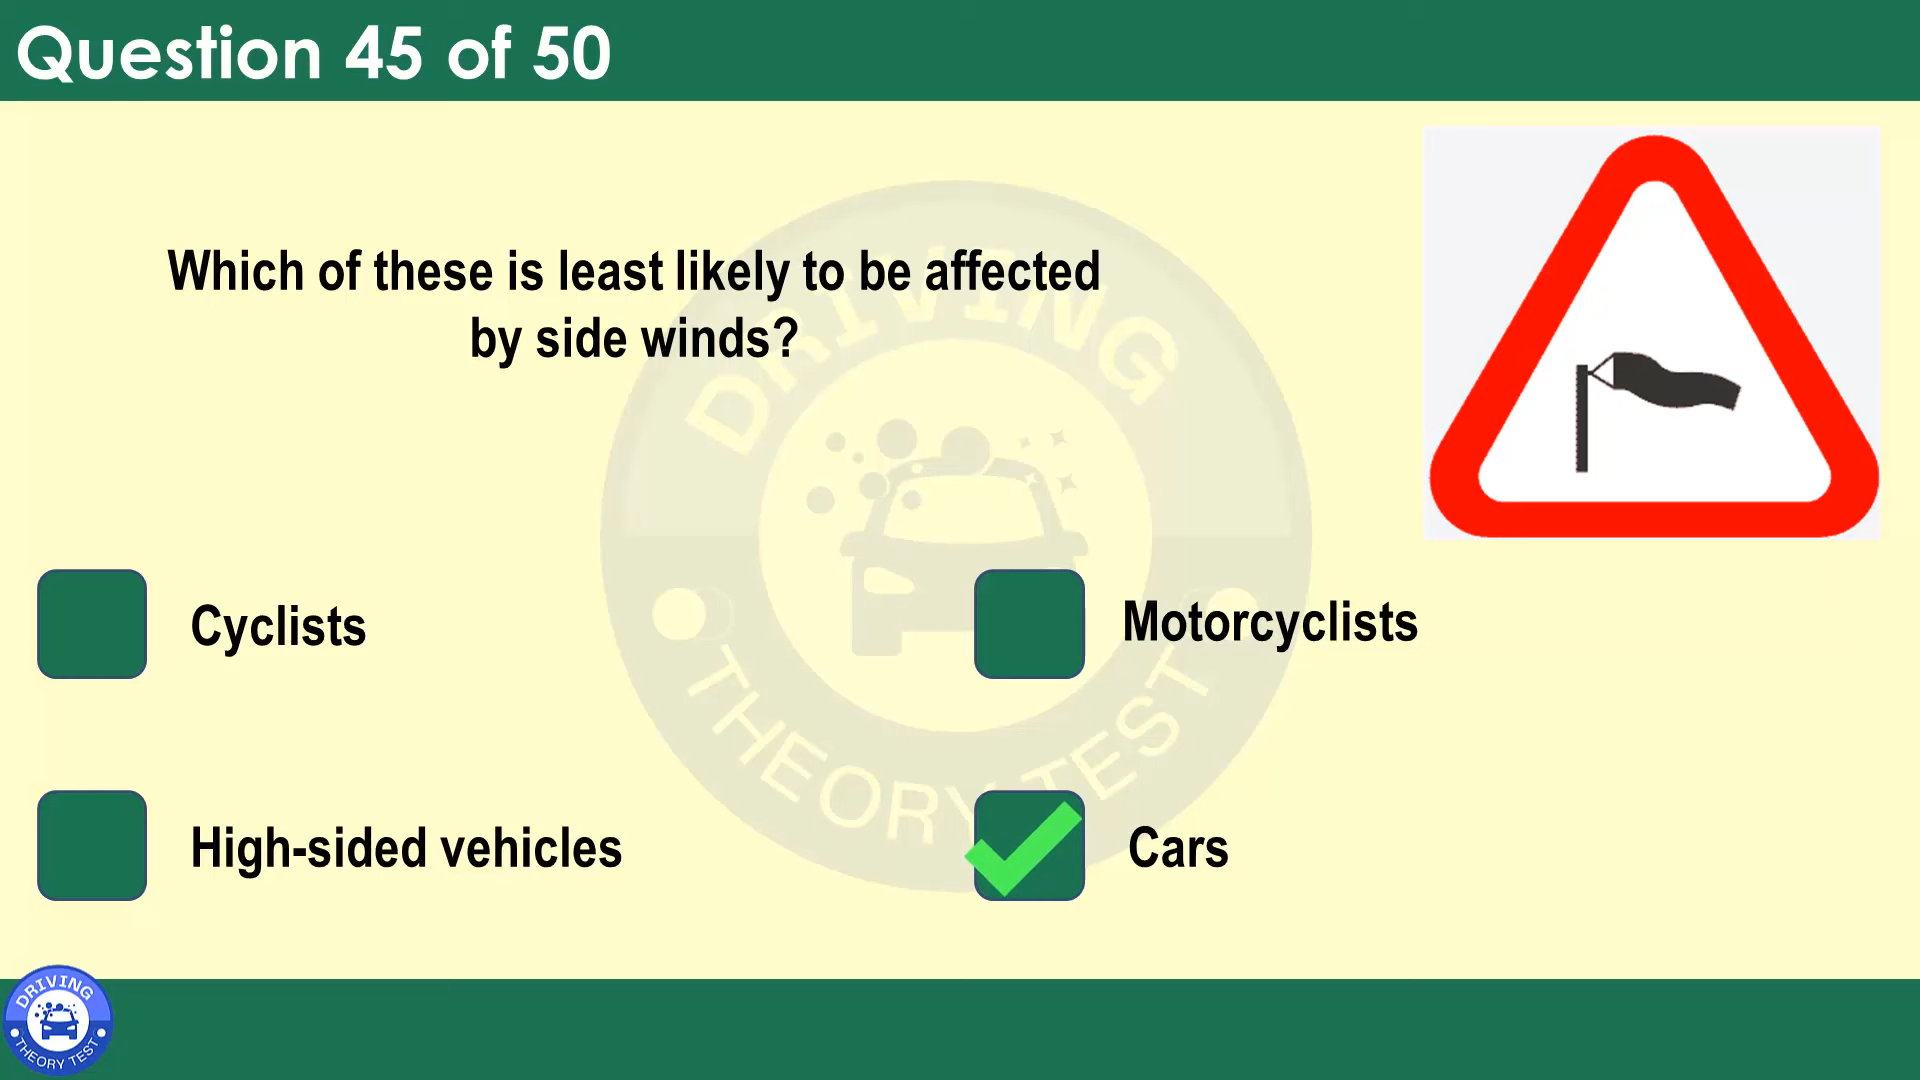 Question 45 of 50
Which of these is least likely to be affected
by side winds?
Cyclists
Motorcyclists
High-sided vehicles
Cars
DRIVING
THEORY TEST
DRIVING
THEORY TEST